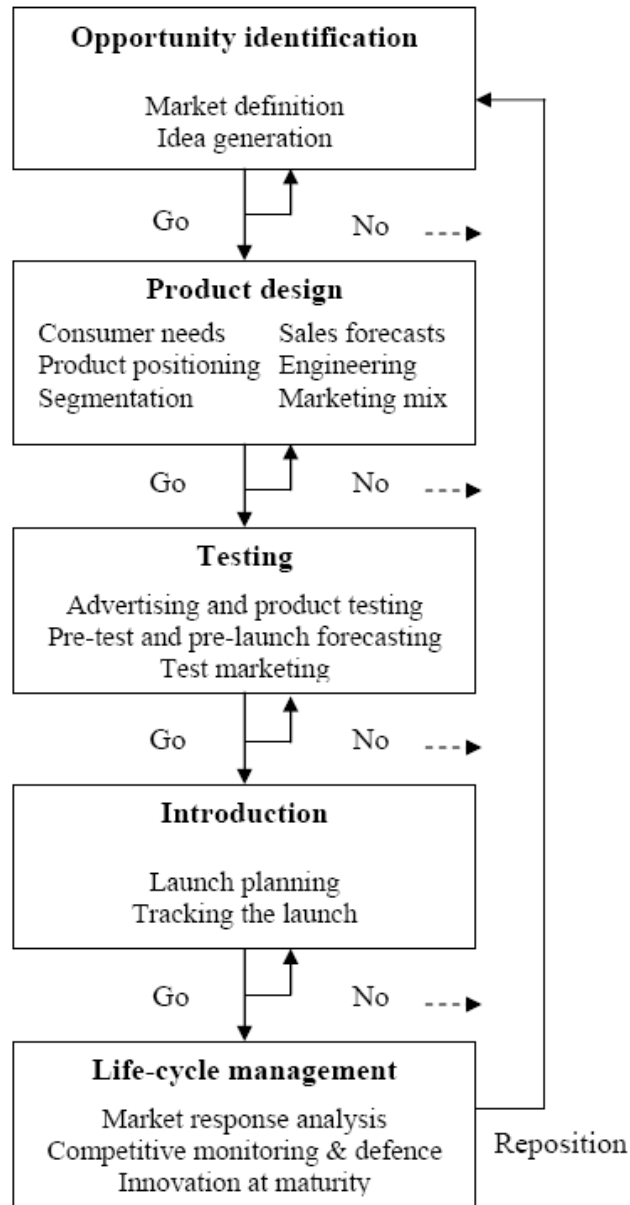 Opportunity identification
Market definition
Idea generation
Go No
Product design
Consumer needs Sales forecasts
Product positioning Engineering
Segmentation Marketing mix
Go No
Testing
Advertising and product testing
Pre-test and pre-launch forecasting
Test marketing
Go No
Introduction
Launch planning
Tracking the launch
Go No
Life-cycle management
Market response analysis
Competitive monitoring & defence
Innovation at maturity
Reposition